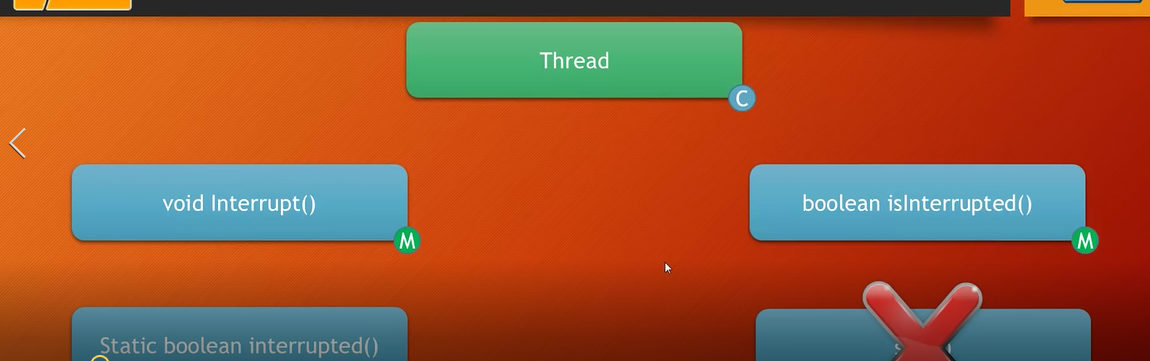 Thread
C
void Interrupt()
M
boolean isInterrupted()
M
Static boolean interrupted()